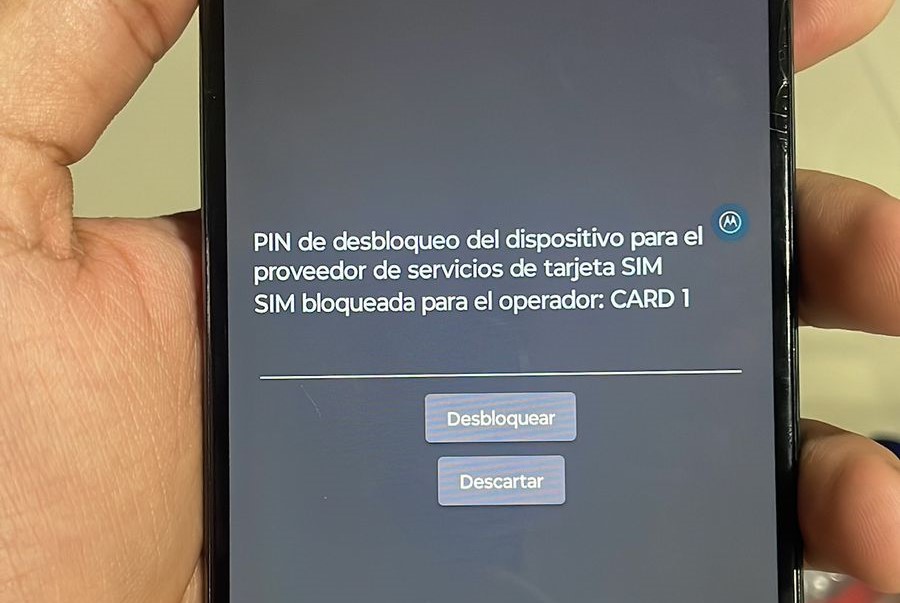 PIN de desbloqueo del dispositivo para el
proveedor de servicios de tarjeta SIM
SIM bloqueada para el operador: CARD 1
Desbloquear
Descartar